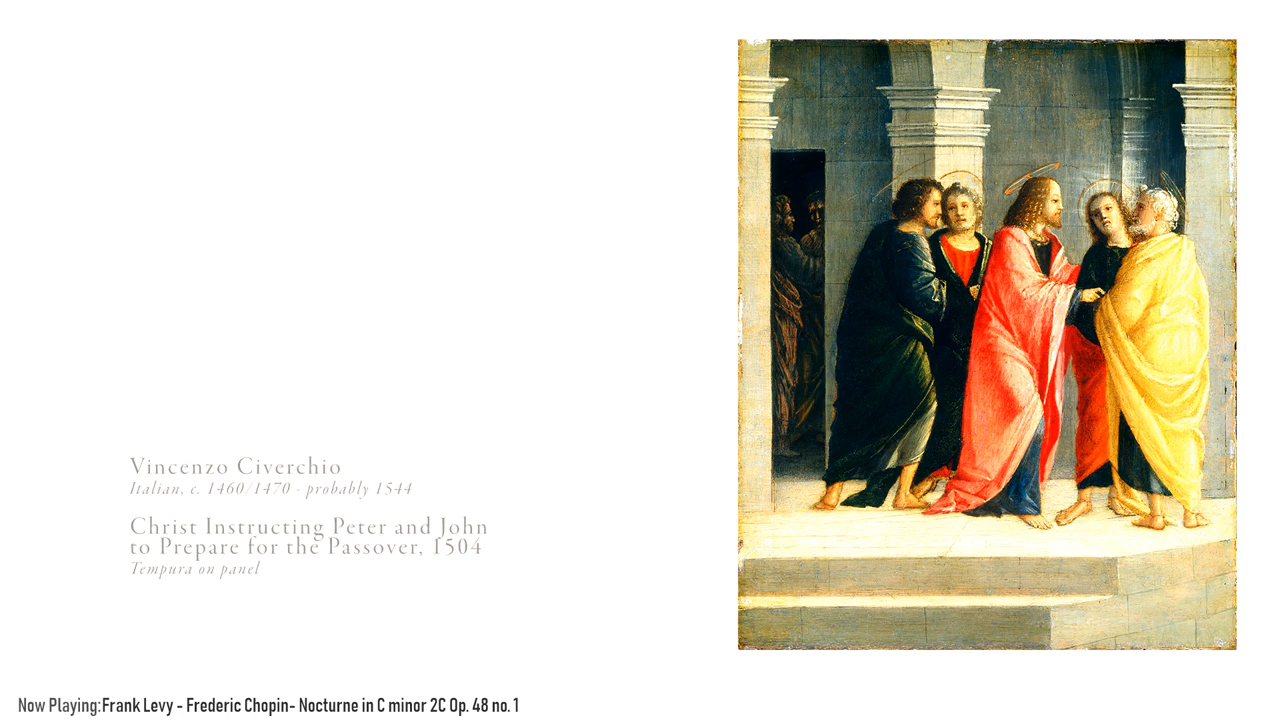 Vincenzo Civerchio
Italian, c. 1460/1470 - probably 1544
Christ Instructing Peter and John
to Prepare for the Passover, 1504
Tempura on panel
Now Playing:Frank Levy - Frederic Chopin- Nocturne in C minor 2C Op. 48 no. 1